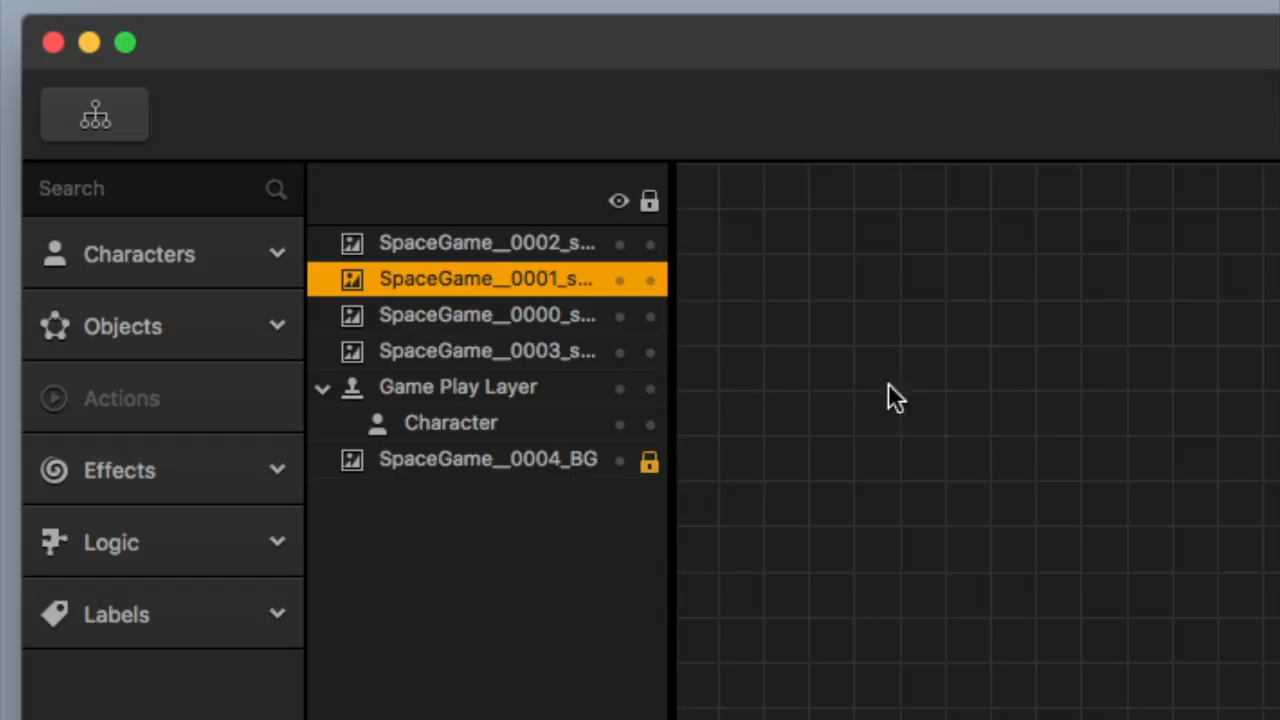 Search
Characters
Objects
Actions
Effects
Logic
Labels
SpaceGame__0002_s...
SpaceGame__0001_s...
SpaceGame__0000_s...
SpaceGame__0003_s...
Game Play Layer
Character
SpaceGame__0004_BG